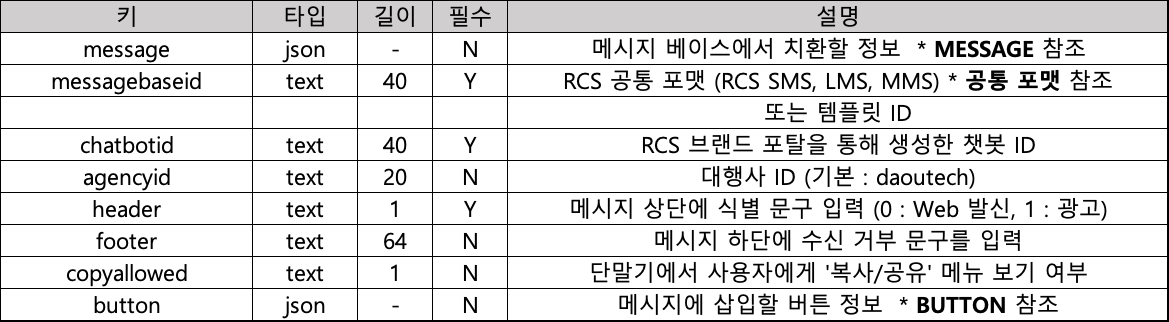 키 타입 길이 필수 설명
message json - N 메시지 베이스에서 치환할 정보 * MESSAGE 참조
messagebaseid text 40 Y RCS 공통 포맷 (RCS SMS, LMS, MMS) * 공통 포맷 참조
또는 템플릿 ID
chatbotid text 40 Y RCS 브랜드 포탈을 통해 생성한 챗봇 ID
agencyid text 20 N 대행사 ID (기본 : daoutech)
header text 1 Y 메시지 상단에 식별 문구 입력 (0 : Web 발신, 1 : 광고)
footer text 64 N 메시지 하단에 수신 거부 문구를 입력
copyallowed text 1 N 단말기에서 사용자에게 '복사/공유' 메뉴 보기 여부
button json - N 메시지에 삽입할 버튼 정보 * BUTTON 참조